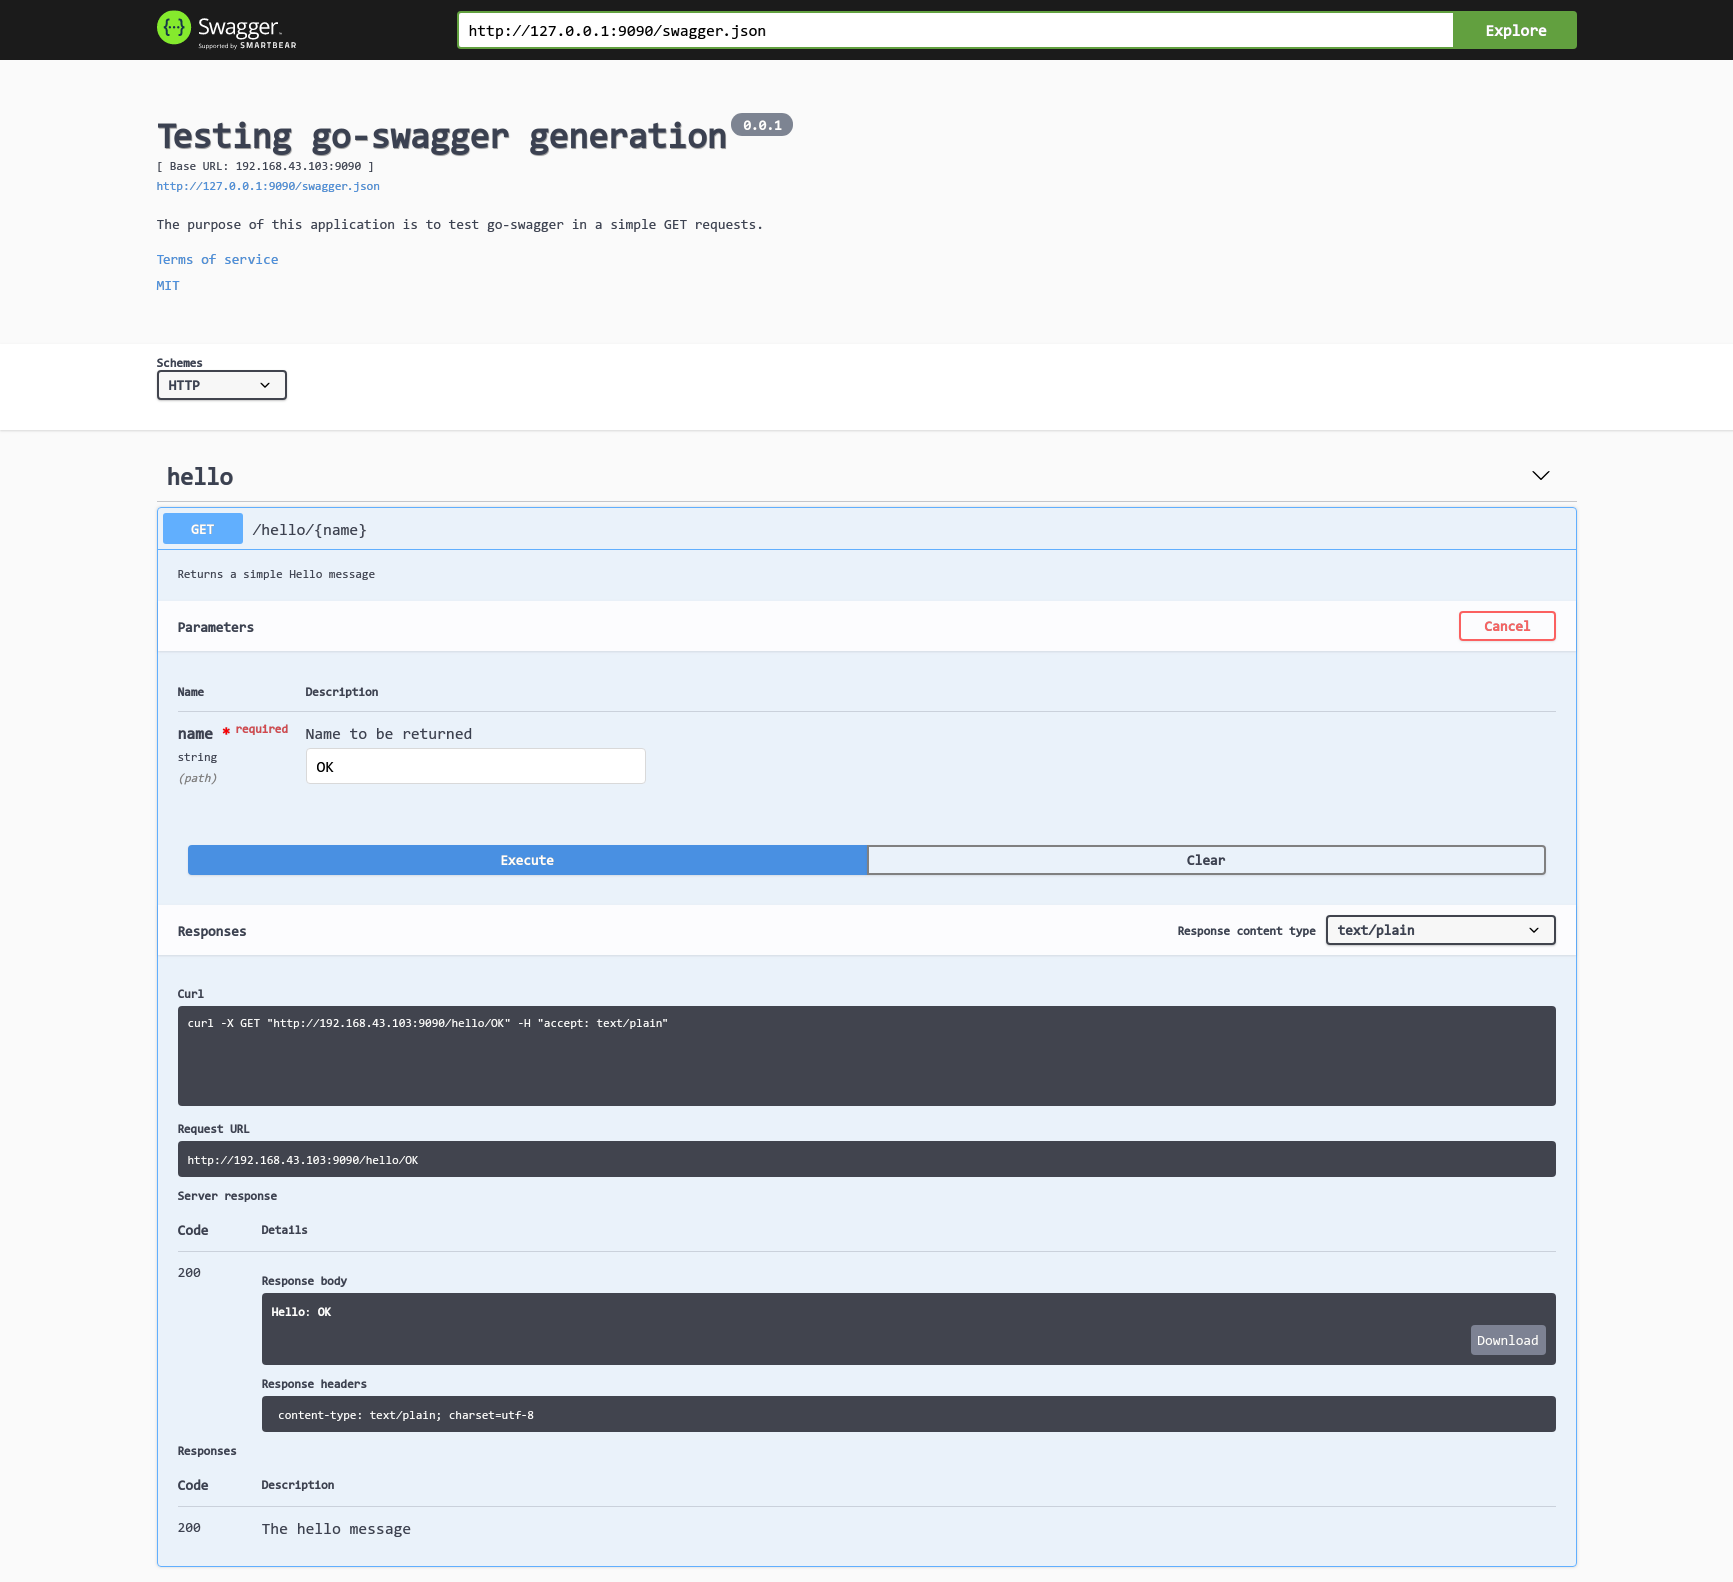 Swagger
Supported by SMARTBEAR
http://127.0.0.1:9090/swagger.json
Explore
Testing go-swagger generation 0.0.1
[ Base URL: 192.168.43.103:9090 ]
http://127.0.0.1:9090/swagger.json
The purpose of this application is to test go-swagger in a simple GET requests.
Terms of service
MIT
Schemes
HTTP
hello
GET /hello/{name}
Returns a simple Hello message
Parameters
Cancel
Name Description
name * required Name to be returned
string
OK
(path)
Execute Clear
Responses Response content type text/plain
Curl
curl -X GET "http://192.168.43.103:9090/hello/OK" -H "accept: text/plain"
Request URL
http://192.168.43.103:9090/hello/OK
Server response
Code Details
200
Response body
Hello: OK
Download
Response headers
content-type: text/plain; charset=utf-8
Responses
Code Description
200 The hello message